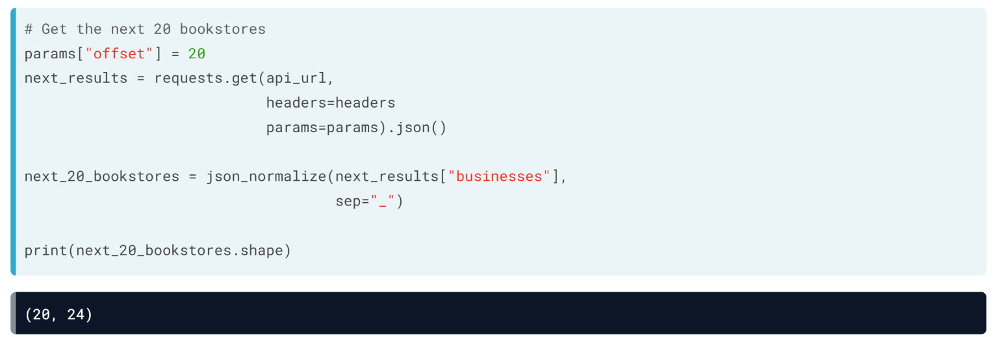 # Get the next 20 bookstores
params["offset"] = 20
next_results = requests.get(api_url,
                            headers=headers
                            params=params).json()

next_20_bookstores = json_normalize(next_results["businesses"],
                                    sep="_")

print(next_20_bookstores.shape)
(20, 24)